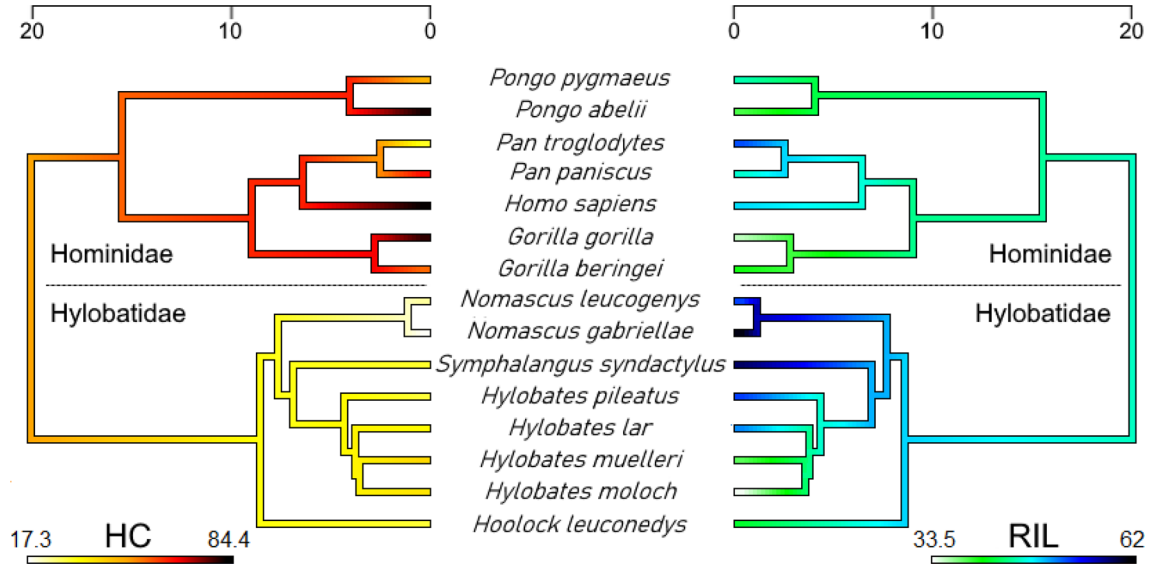 20 10 0 0 10 20
Pongo pygmaeus
Pongo abelii
Pan troglodytes
Pan paniscus
Homo sapiens
Gorilla gorilla
Hominidae Hominidae
Gorilla beringei
Nomascus leucogenys
Hylobatidae Hylobatidae
Nomascus gabriellae
Symphalangus syndactylus
Hylobates pileatus
Hylobates lar
Hylobates muelleri
Hylobates moloch
Hoolock leuconedys
17.3 HC 84.4 33.5 RIL 62